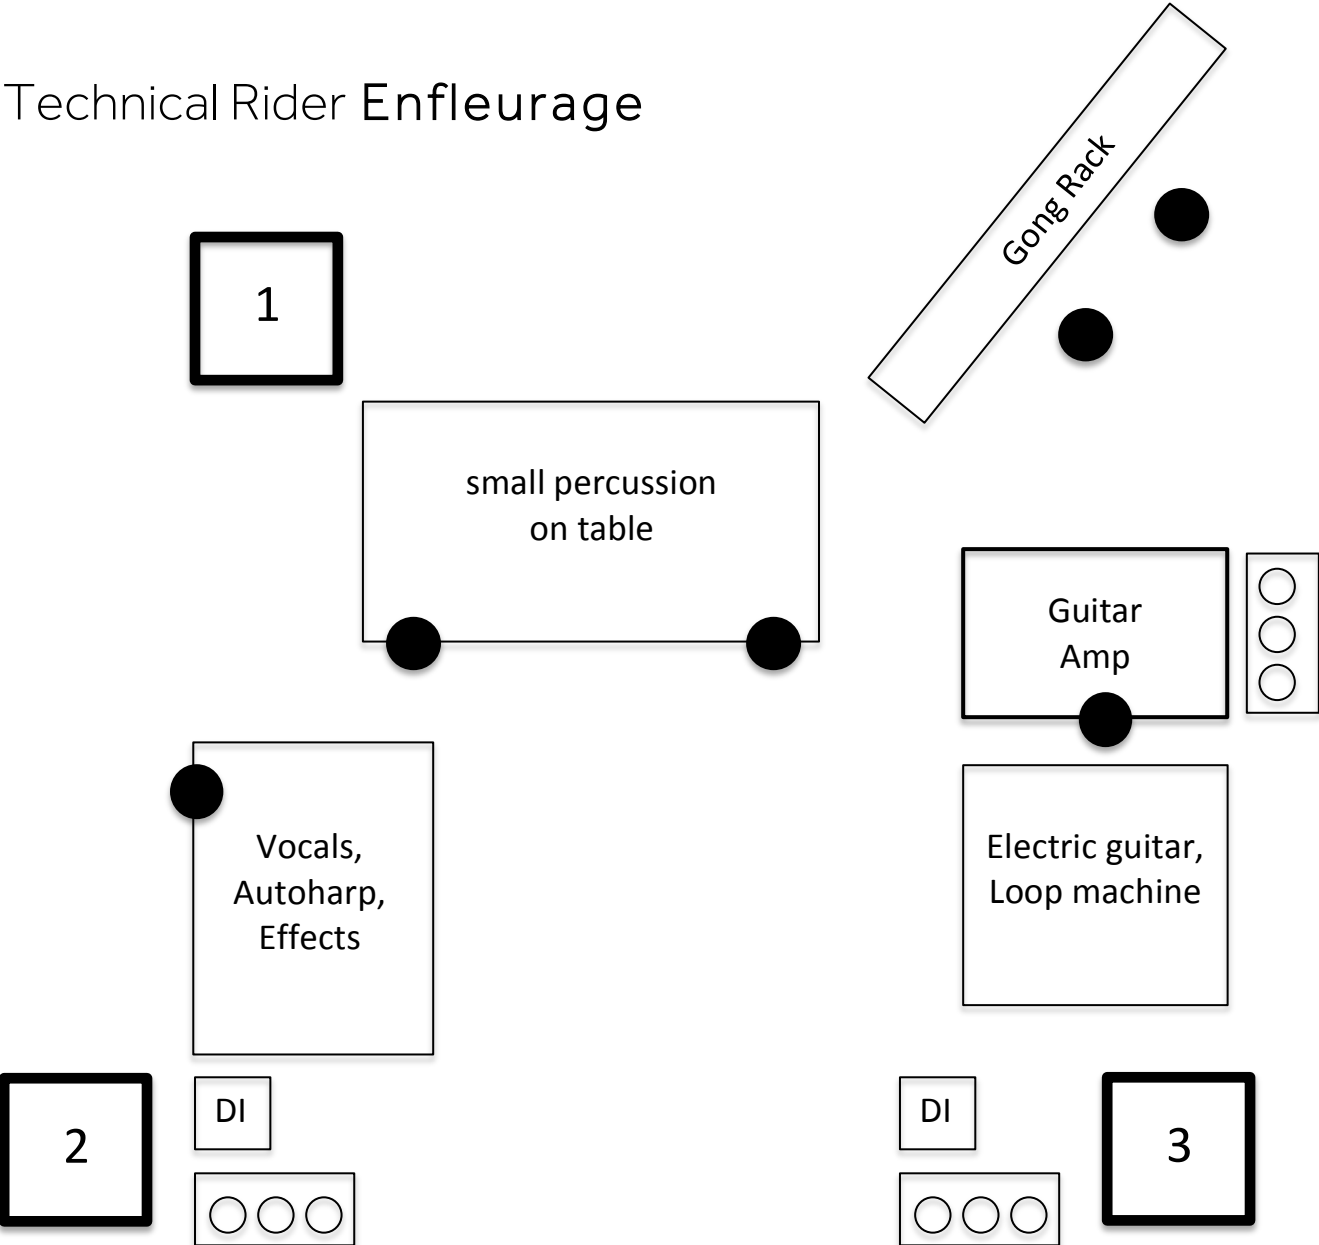 Technical Rider Enfleurage
Gong Rack
1
small percussion
on table
Guitar
Amp
Vocals,
Autoharp,
Effects
Electric guitar,
Loop machine
2
DI
DI
3